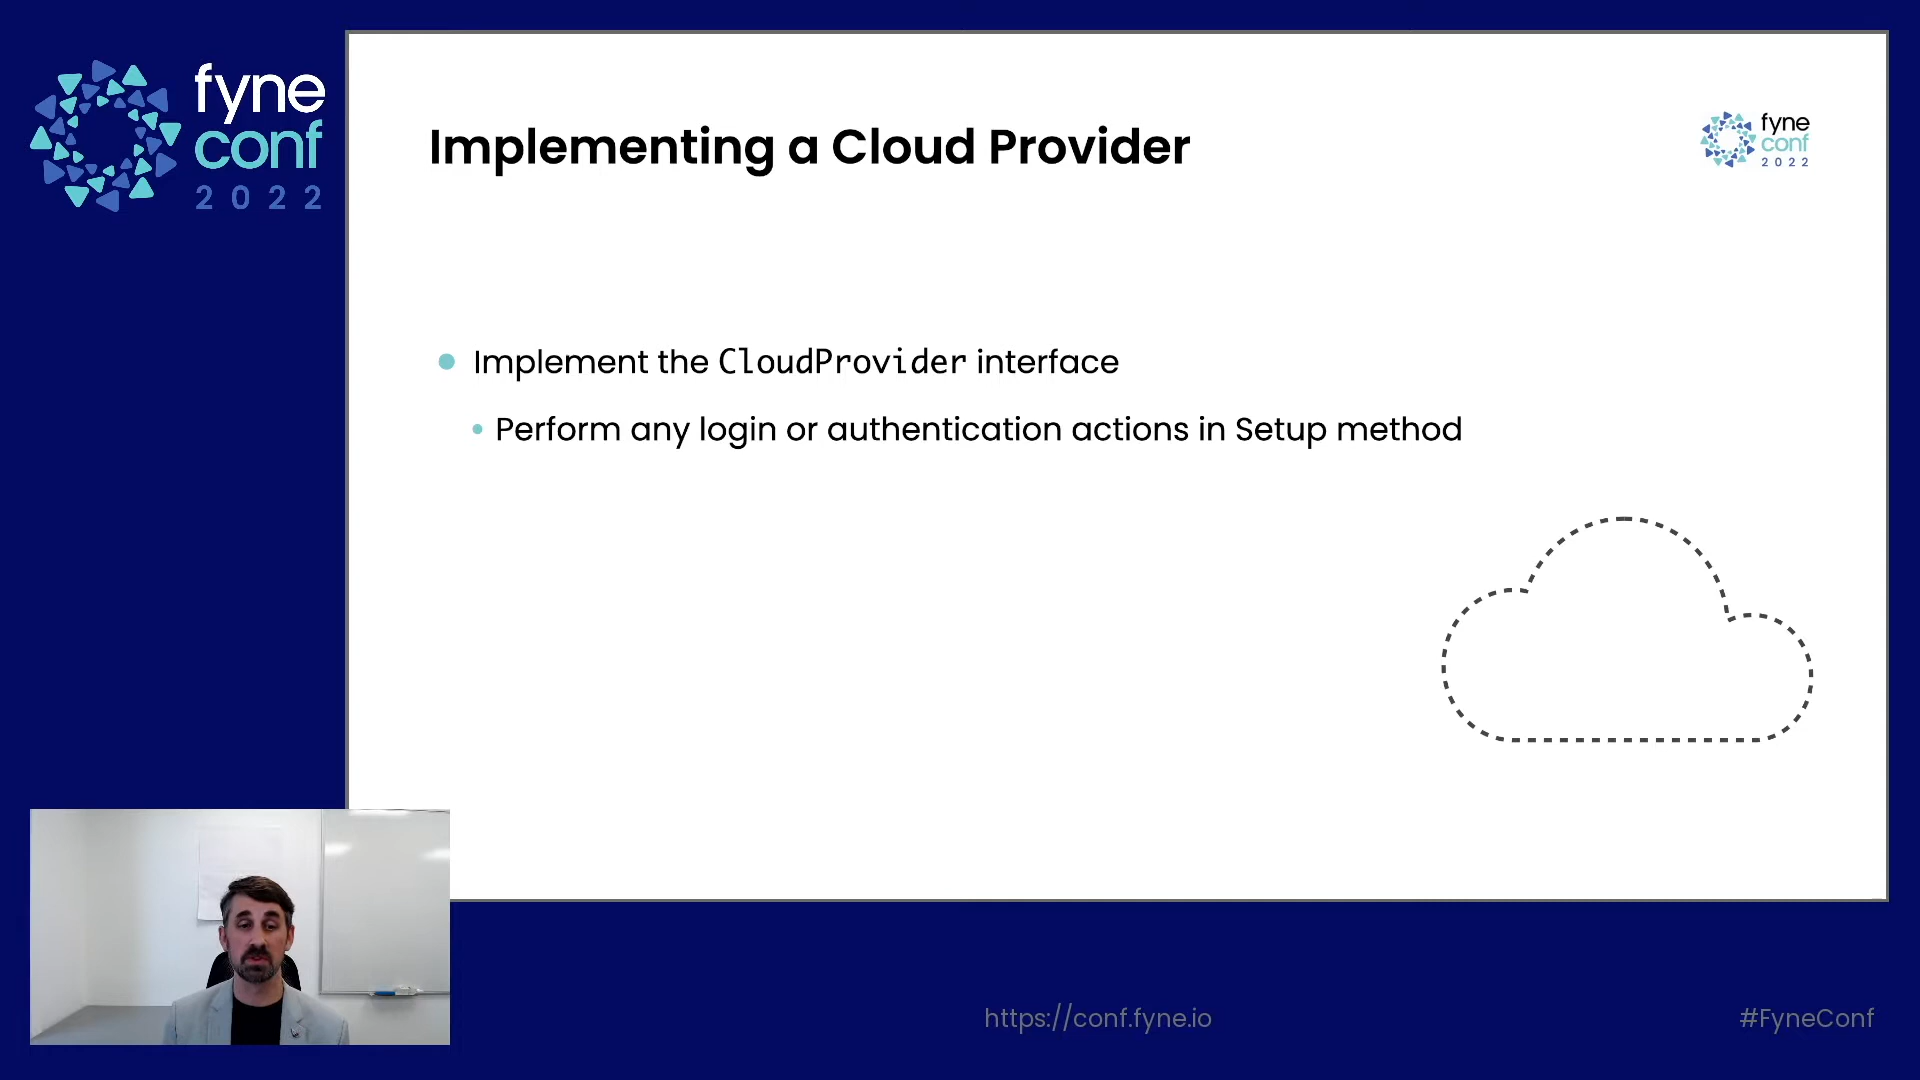 fyne
conf
2022
Implementing a Cloud Provider
fyne
conf
2022
Implement the CloudProvider interface
Perform any login or authentication actions in Setup method
https://conf.fyne.io
#FyneConf